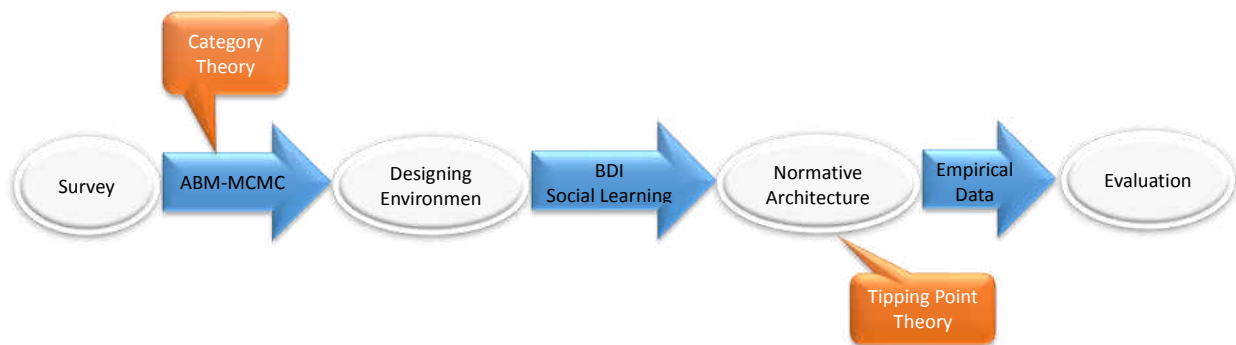 Category
Theory
Survey
ABM-MCMC
Designing
Environmen
BDI
Social Learning
Normative
Architecture
Empirical
Data
Evaluation
Tipping Point
Theory